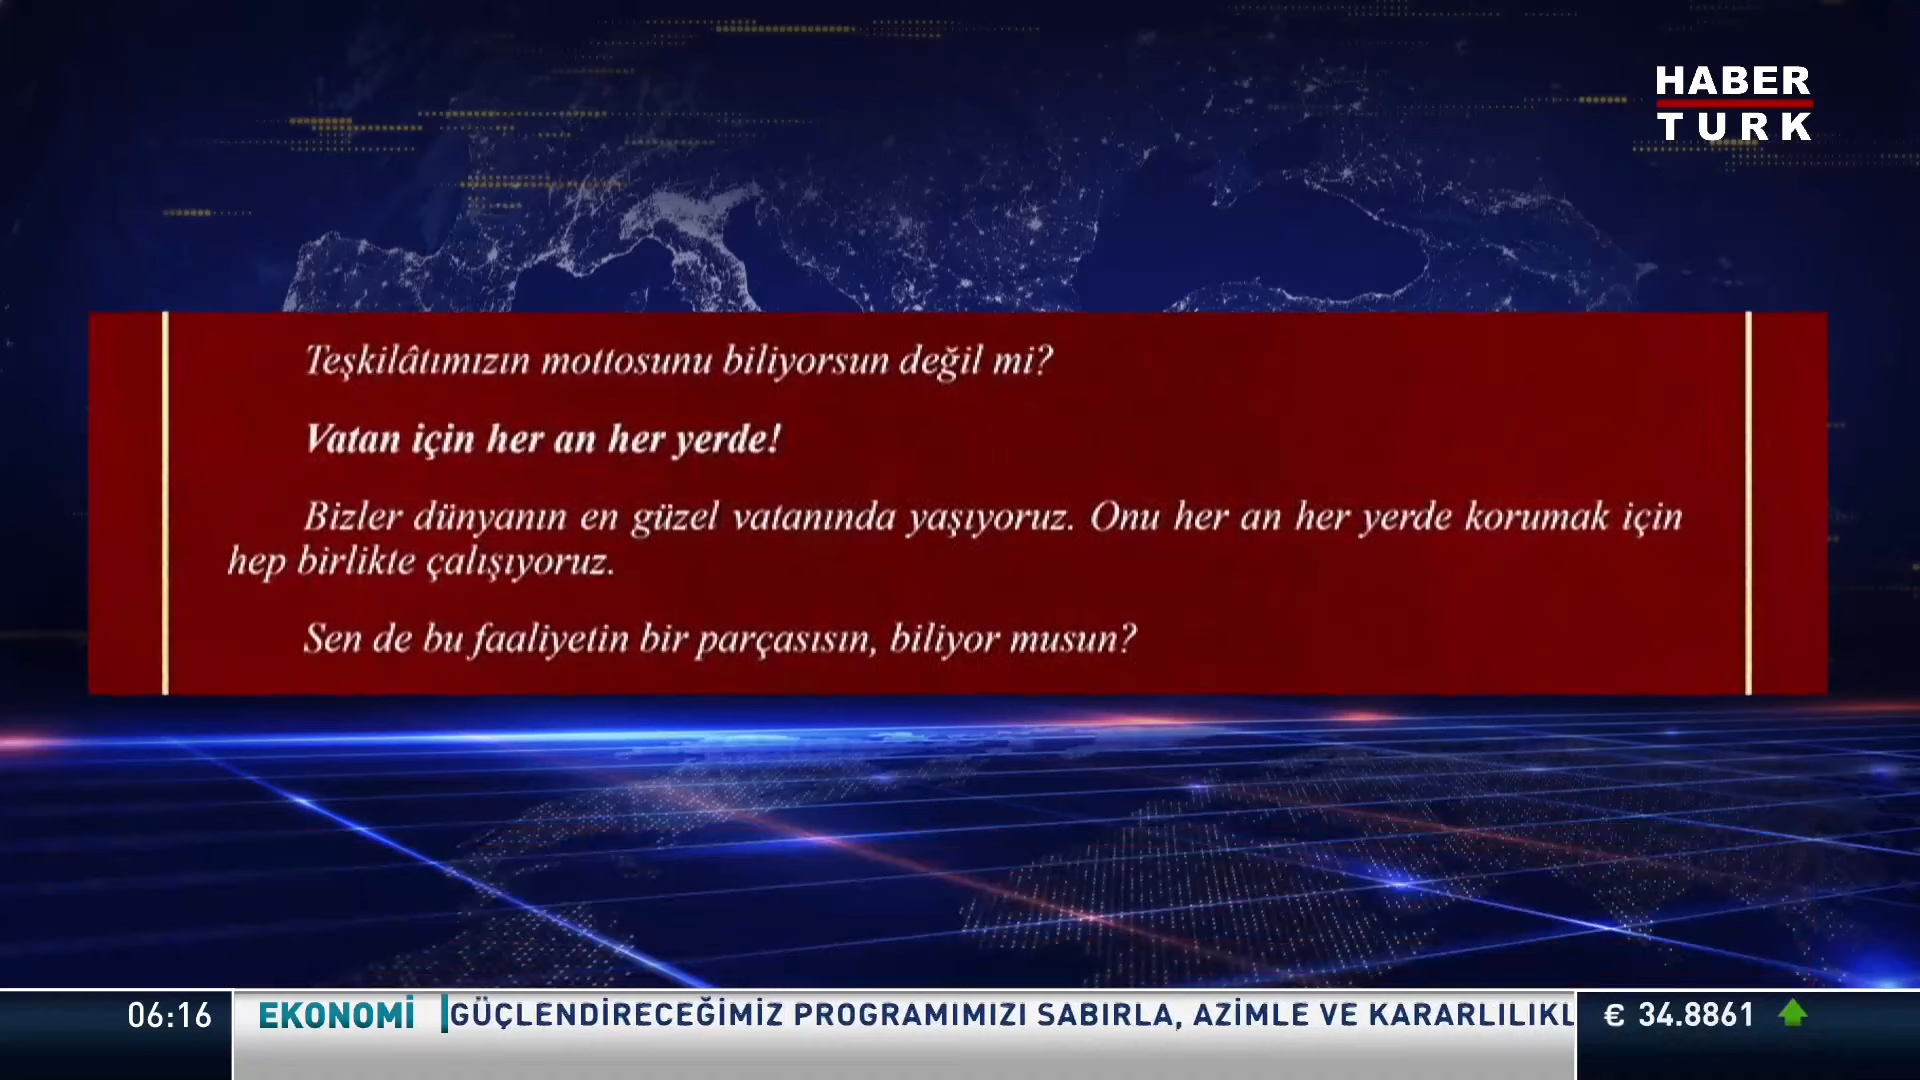 HABER
TURK
Teşkilâtımızın mottosunu biliyorsun değil mi?
Vatan için her an her yerde!
Bizler dünyanın en güzel vatanında yaşıyoruz. Onu her an her yerde korumak için
hep birlikte çalışıyoruz.
Sen de bu faaliyetin bir parçasısın, biliyor musun?
06:16 EKONOMİ GÜÇLENDİRECEĞİMİZ PROGRAMIMIZI SABIRLA, AZİMLE VE KARARLILIKL € 34.8861